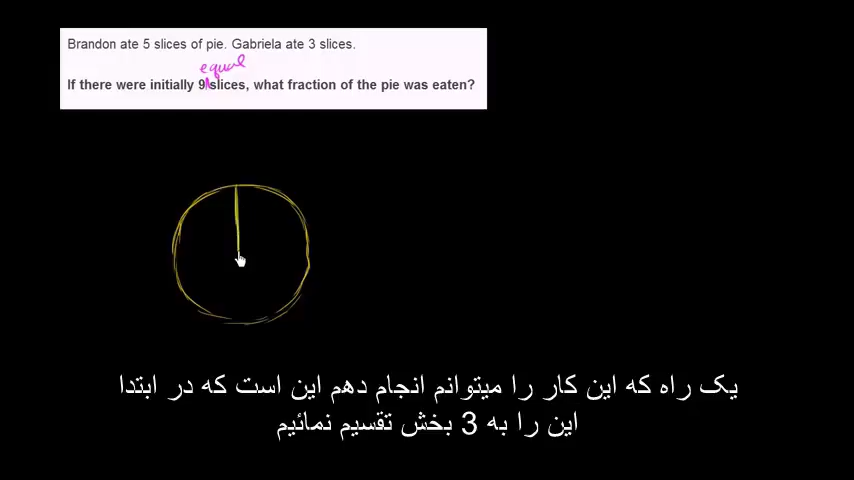 Brandon ate 5 slices of pie. Gabriela ate 3 slices.
equal
If there were initially 9 slices, what fraction of the pie was eaten?
یک راه که این کار را میتوانم انجام دهم این است که در ابتدا
این را به 3 بخش تقسیم نمائیم